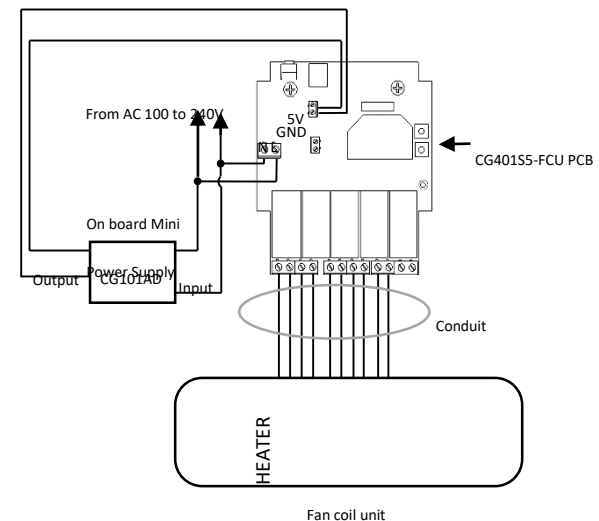 From AC 100 to 240V
5V
GND
N L
CG401S5-FCU PCB
On board Mini
Power Supply
CG101AD
Output
Input
Conduit
HEATER
Fan coil unit